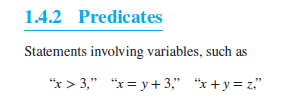 1.4.2 Predicates
Statements involving variables, such as
“x > 3,” “x = y + 3,” “x + y = z,”